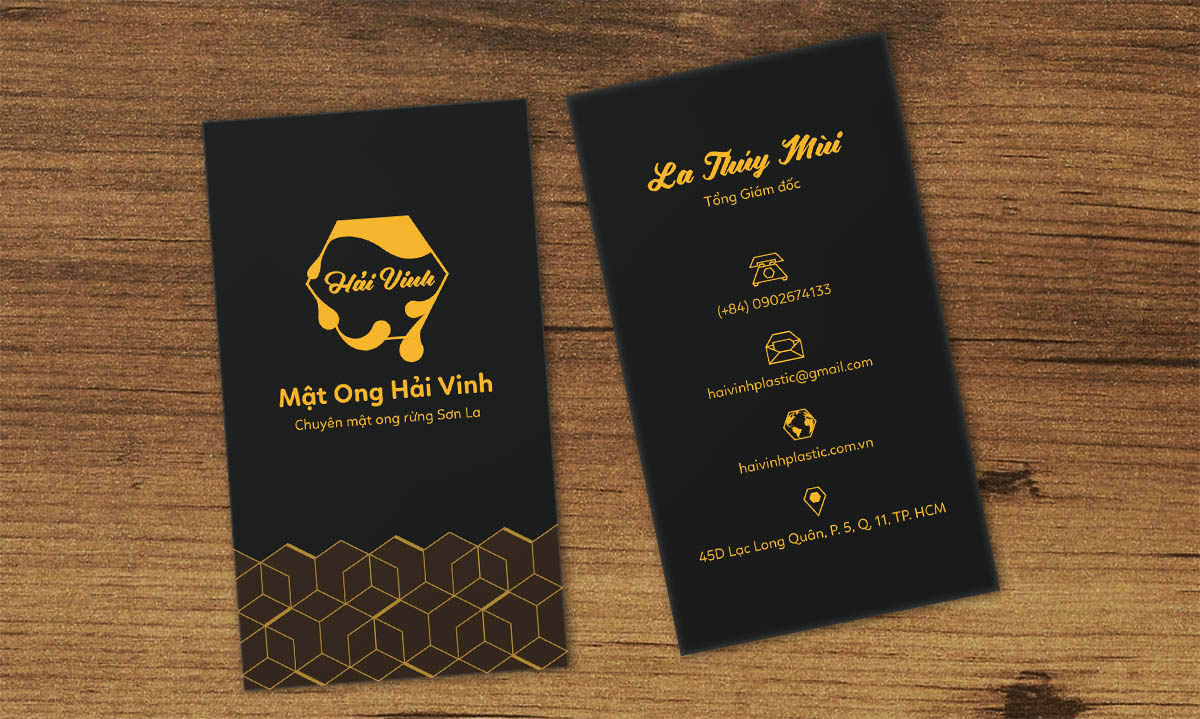 Hải Vinh
Mật Ong Hải Vinh
Chuyên mật ong rừng Sơn La
La Thúy Mùi
Tổng Giám đốc
(+84) 0902674133
haivinhplastic@gmail.com
haivinhplastic.com.vn
45D Lạc Long Quân, P. 5, Q, 11, TP. HCM